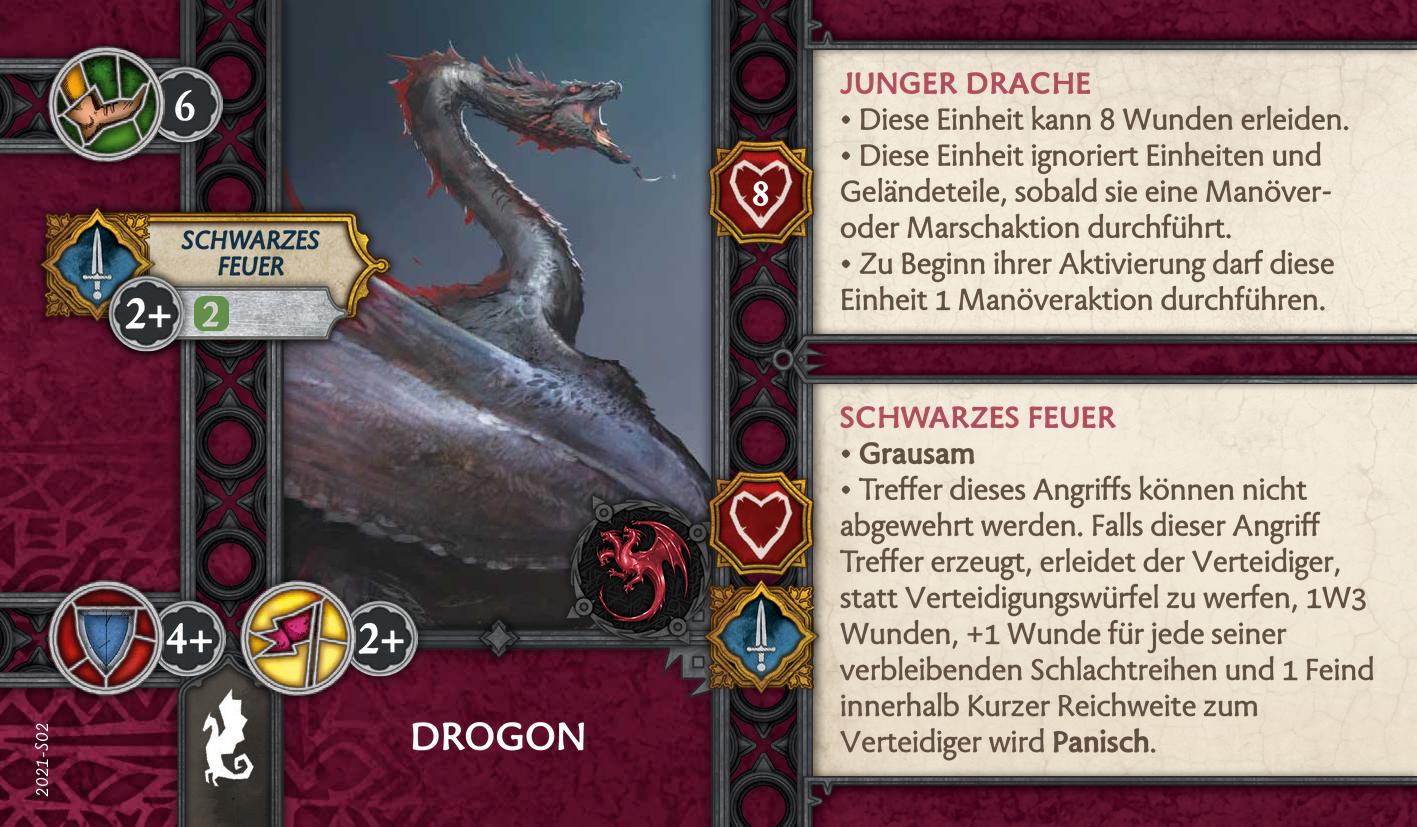 6
SCHWARZES
FEUER
2+
2
4+
2+
2021-S02
DROGON
8
JUNGER DRACHE
• Diese Einheit kann 8 Wunden erleiden.
• Diese Einheit ignoriert Einheiten und
Geländeteile, sobald sie eine Manöver-
oder Marschaktion durchführt.
• Zu Beginn ihrer Aktivierung darf diese
Einheit 1 Manöveraktion durchführen.
SCHWARZES FEUER
• Grausam
• Treffer dieses Angriffs können nicht
abgewehrt werden. Falls dieser Angriff
Treffer erzeugt, erleidet der Verteidiger,
statt Verteidigungswürfel zu werfen, 1W3
Wunden, +1 Wunde für jede seiner
verbleibenden Schlachtreihen und 1 Feind
innerhalb Kurzer Reichweite zum
Verteidiger wird Panisch.